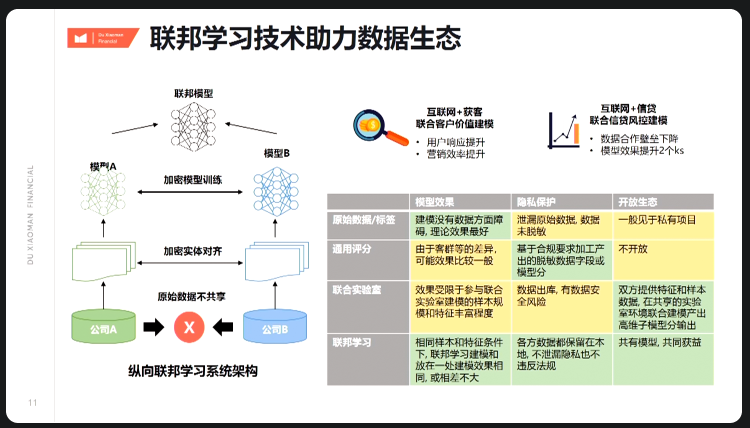 Du Xiaoman
Financial
联邦学习技术助力数据生态
DU XIAOMAN FINANCIAL
联邦模型
模型A
模型B
加密模型训练
加密实体对齐
原始数据不共享
公司A
X
公司B
纵向联邦学习系统架构
互联网+获客
联合客户价值建模
• 用户响应提升
• 营销效率提升
互联网+信贷
联合信贷风控建模
• 数据合作壁垒下降
• 模型效果提升2个ks
模型效果
隐私保护
开放生态
原始数据/标签
建模没有数据方面障
碍, 理论效果最好
泄漏原始数据, 数据
未脱敏
一般见于私有项目
通用评分
由于客群等的差异,
可能效果比较一般
基于合规要求加工产
出的脱敏数据字段或
模型分
不开放
联合实验室
效果受限于参与联合
实验室建模的样本规
模和特征丰富程度
数据出库, 有数据安
全风险
双方提供特征和样本
数据, 在共享的实验
室环境联合建模产出
高维子模型分输出
联邦学习
相同样本和特征条件
下, 联邦学习建模和
放在一处建模效果相
同, 或相差不大
各方数据都保留在本
地, 不泄漏隐私也不
违反法规
共有模型, 共同获益
11